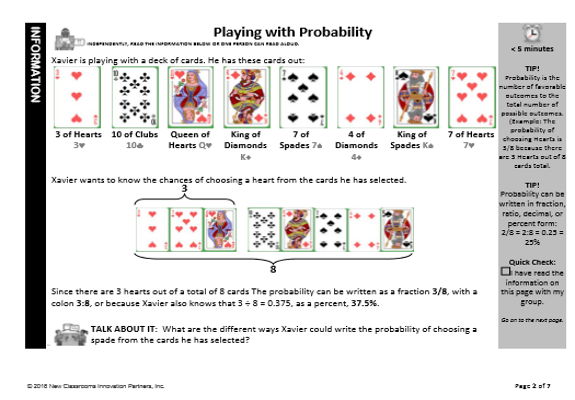 Playing with Probability
INFORMATION
INDEPENDENTLY, READ THE INFORMATION BELOW, OR ONE PERSON CAN READ ALOUD.
Xavier is playing with a deck of cards. He has these cards out:
3 of Hearts 3♥
10 of Clubs 10♣
Queen of Hearts Q♥
King of Diamonds K♦
7 of Spades 7♠
4 of Diamonds 4♦
King of Spades K♠
7 of Hearts 7♥
Xavier wants to know the chances of choosing a heart from the cards he has selected.
3
8
Since there are 3 hearts out of a total of 8 cards The probability can be written as a fraction 3/8, with a
colon 3:8, or because Xavier also knows that 3 ÷ 8 = 0.375, as a percent, 37.5%.
TALK ABOUT IT: What are the different ways Xavier could write the probability of choosing a
spade from the cards he has selected?
< 5 minutes
TIP!
Probability is the
number of favorable
outcomes to the
total number of
possible outcomes.
(Example: The
probability of
choosing hearts is
3/8 because there
are 3 Hearts out of 8
cards total.
TIP!
Probability can be
written in fraction,
ratio, decimal, or
percent form:
2/8 = 2:8 = 0.25 =
25%
Quick Check:
I have read the
information on
this page with my
group.
Go on to the next page.
© 2018 New Classrooms Innovation Partners, Inc.
Page 2 of 7